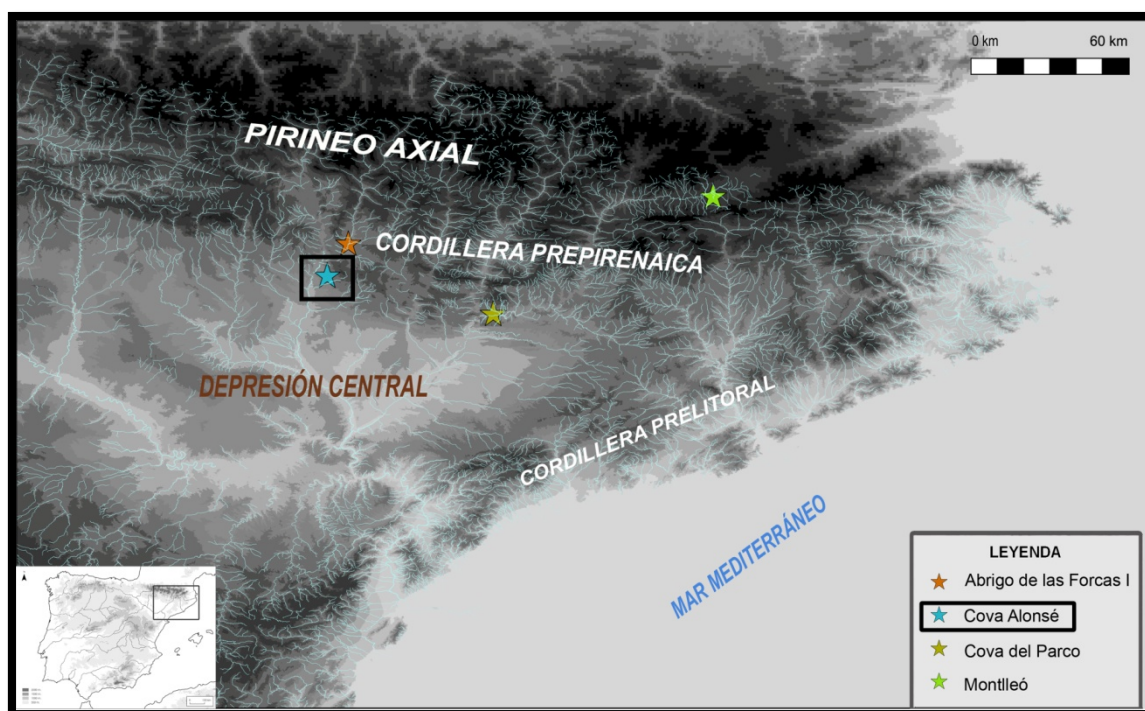 0 km 60 km
PIRINEO AXIAL
CORDILLERA PREPIRENAICA
DEPRESIÓN CENTRAL
CORDILLERA PRELITORAL
MAR MEDITERRÁNEO
LEYENDA
Abrigo de las Forcas I
Cova Alonsé
Cova del Parco
Montlleó